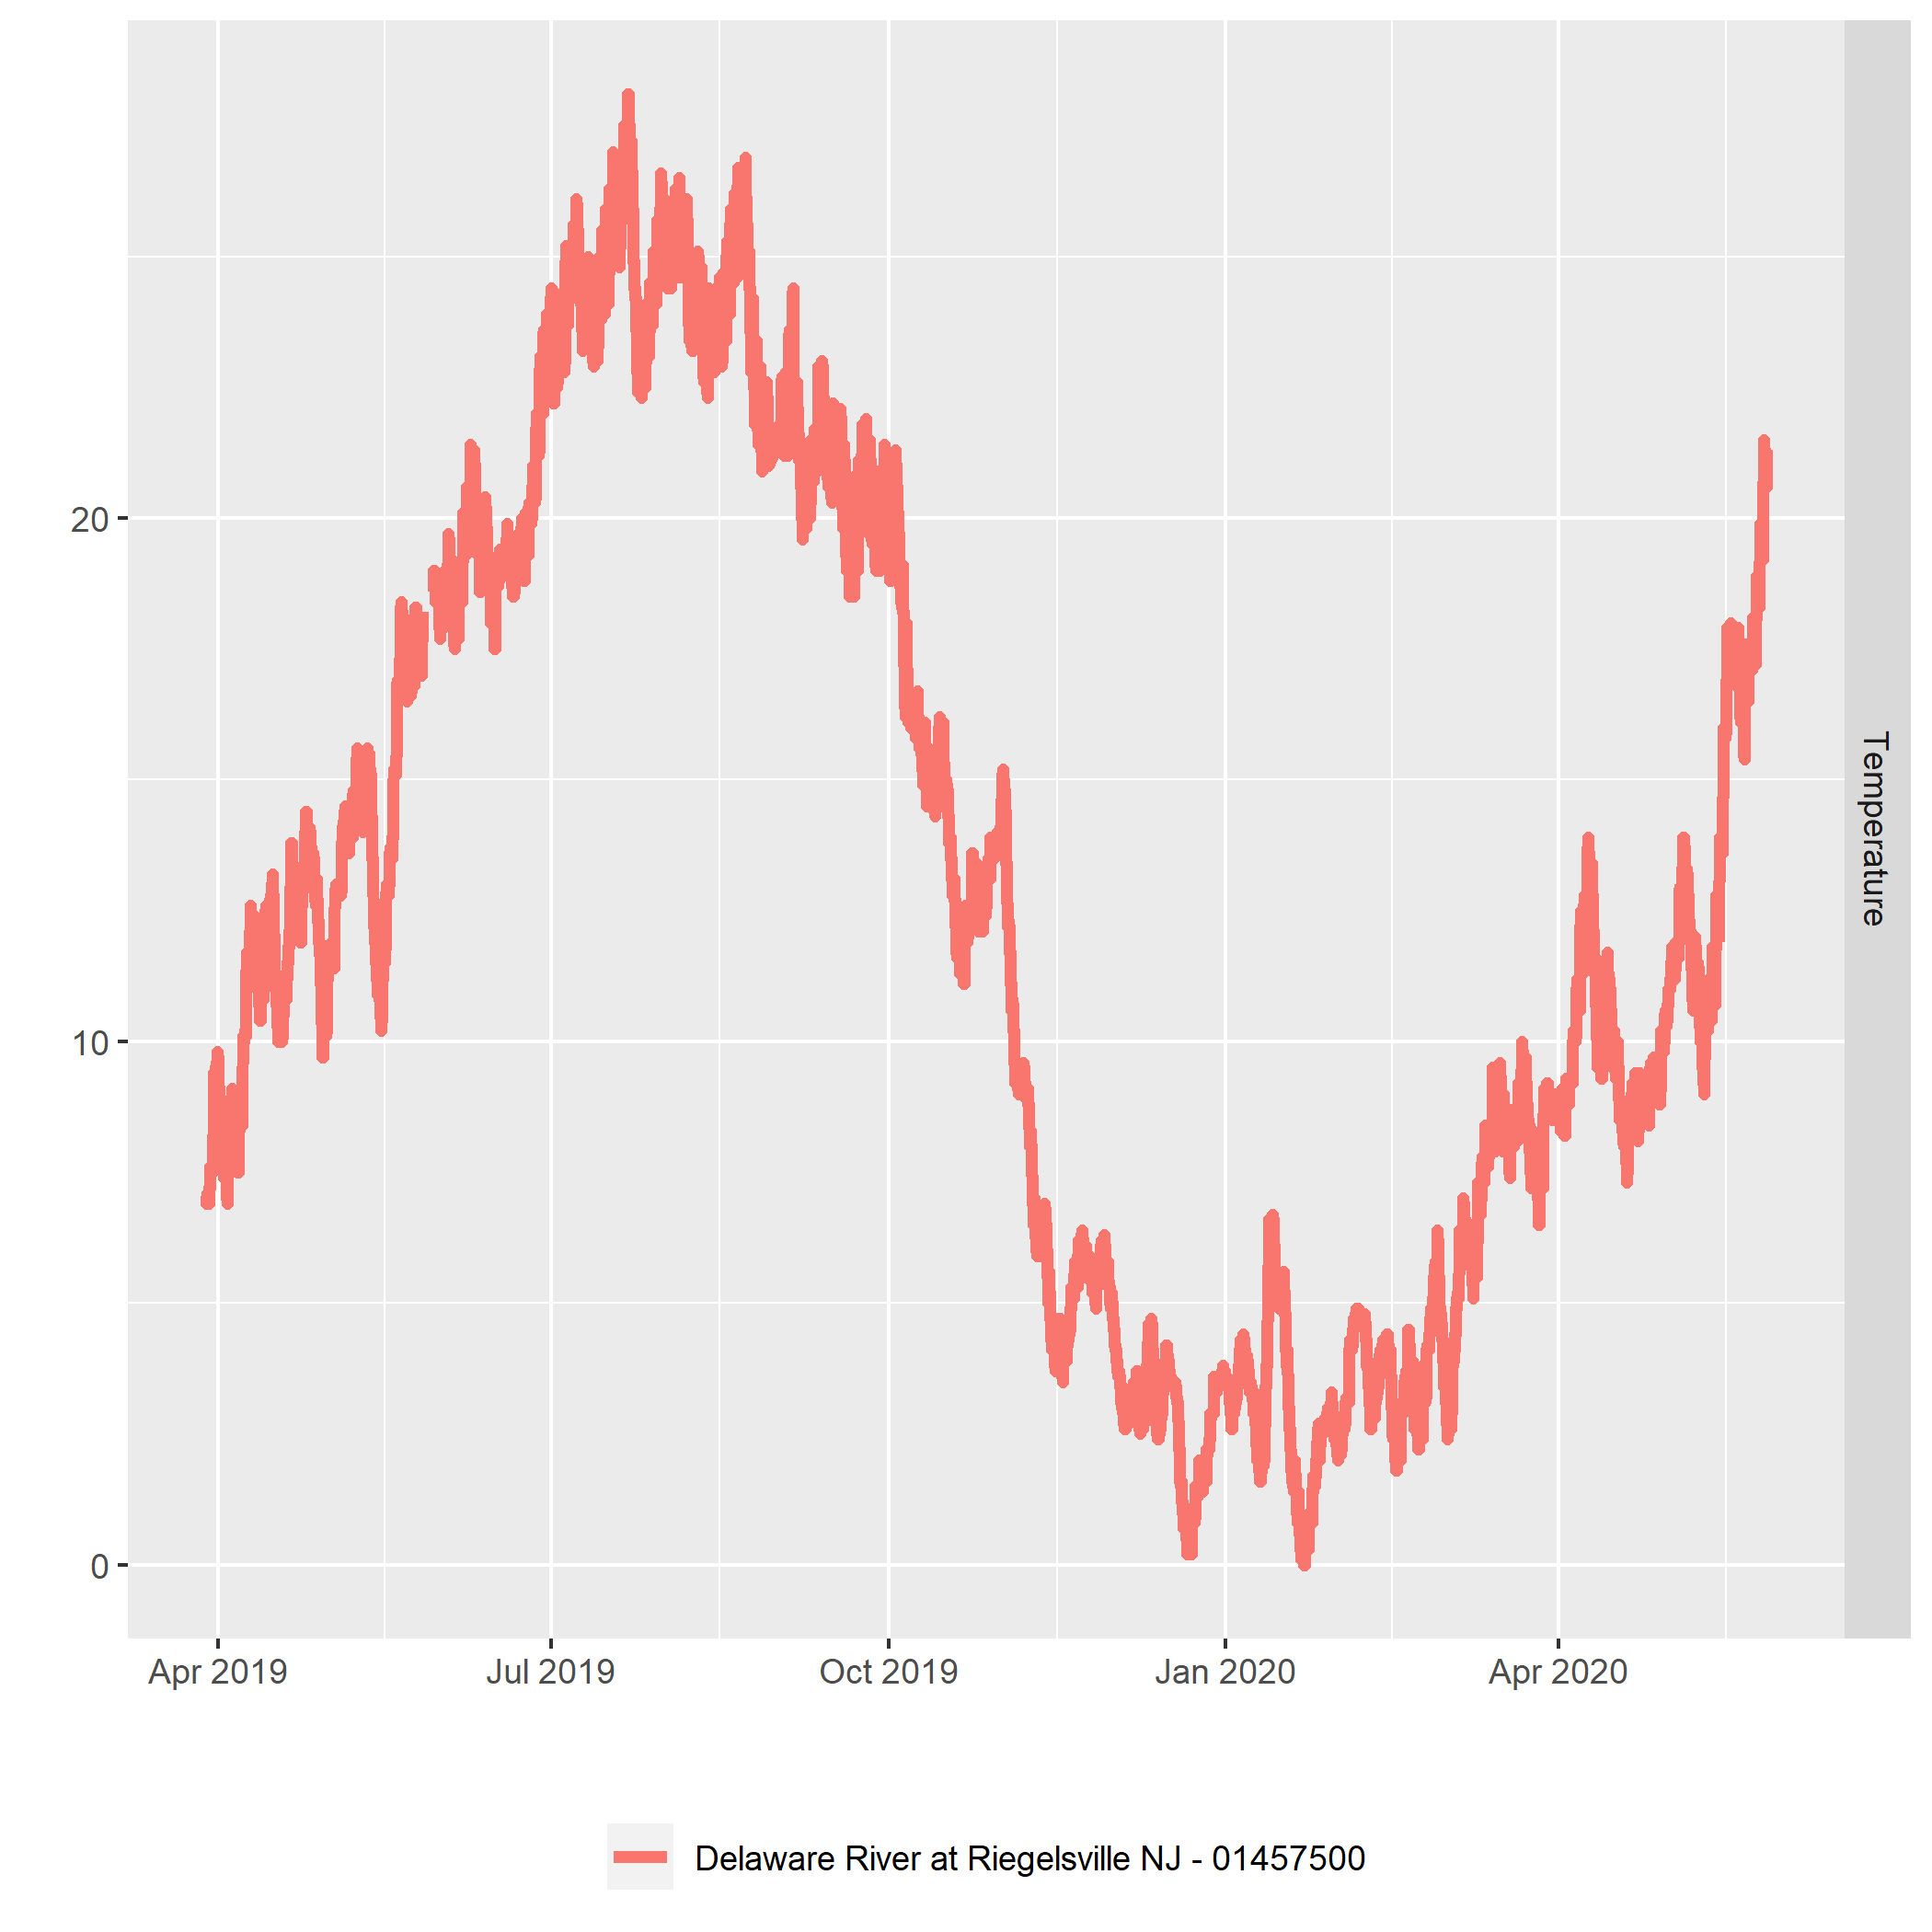 20
10
0
Temperature
Apr 2019
Jul 2019
Oct 2019
Jan 2020
Apr 2020
Delaware River at Riegelsville NJ - 01457500